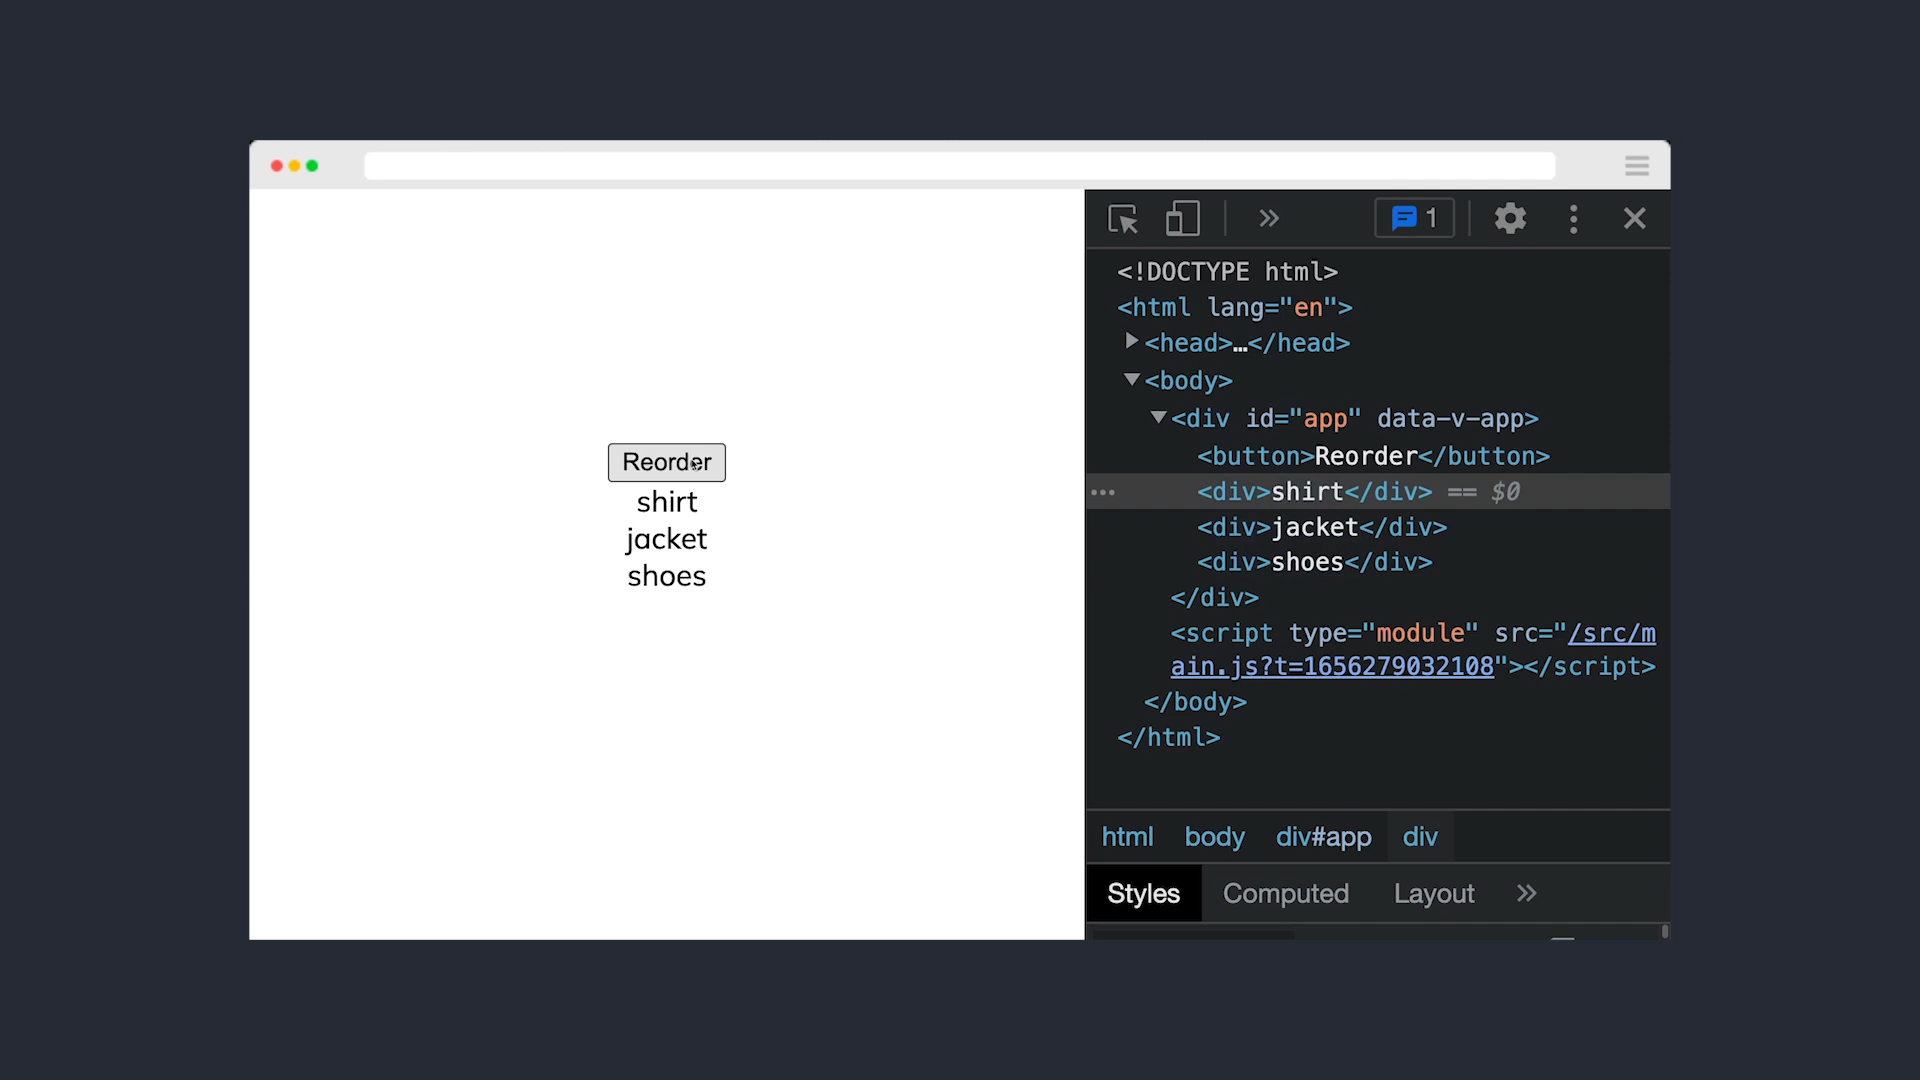 Reorder
shirt
jacket
shoes
1
<!DOCTYPE html>
<html lang="en">
<head>…</head>
<body>
<div id="app" data-v-app>
<button>Reorder</button>
<div>shirt</div> == $0
<div>jacket</div>
<div>shoes</div>
</div>
<script type="module" src="/src/m
ain.js?t=1656279032108"></script>
</body>
</html>
html body div#app div
Styles Computed Layout